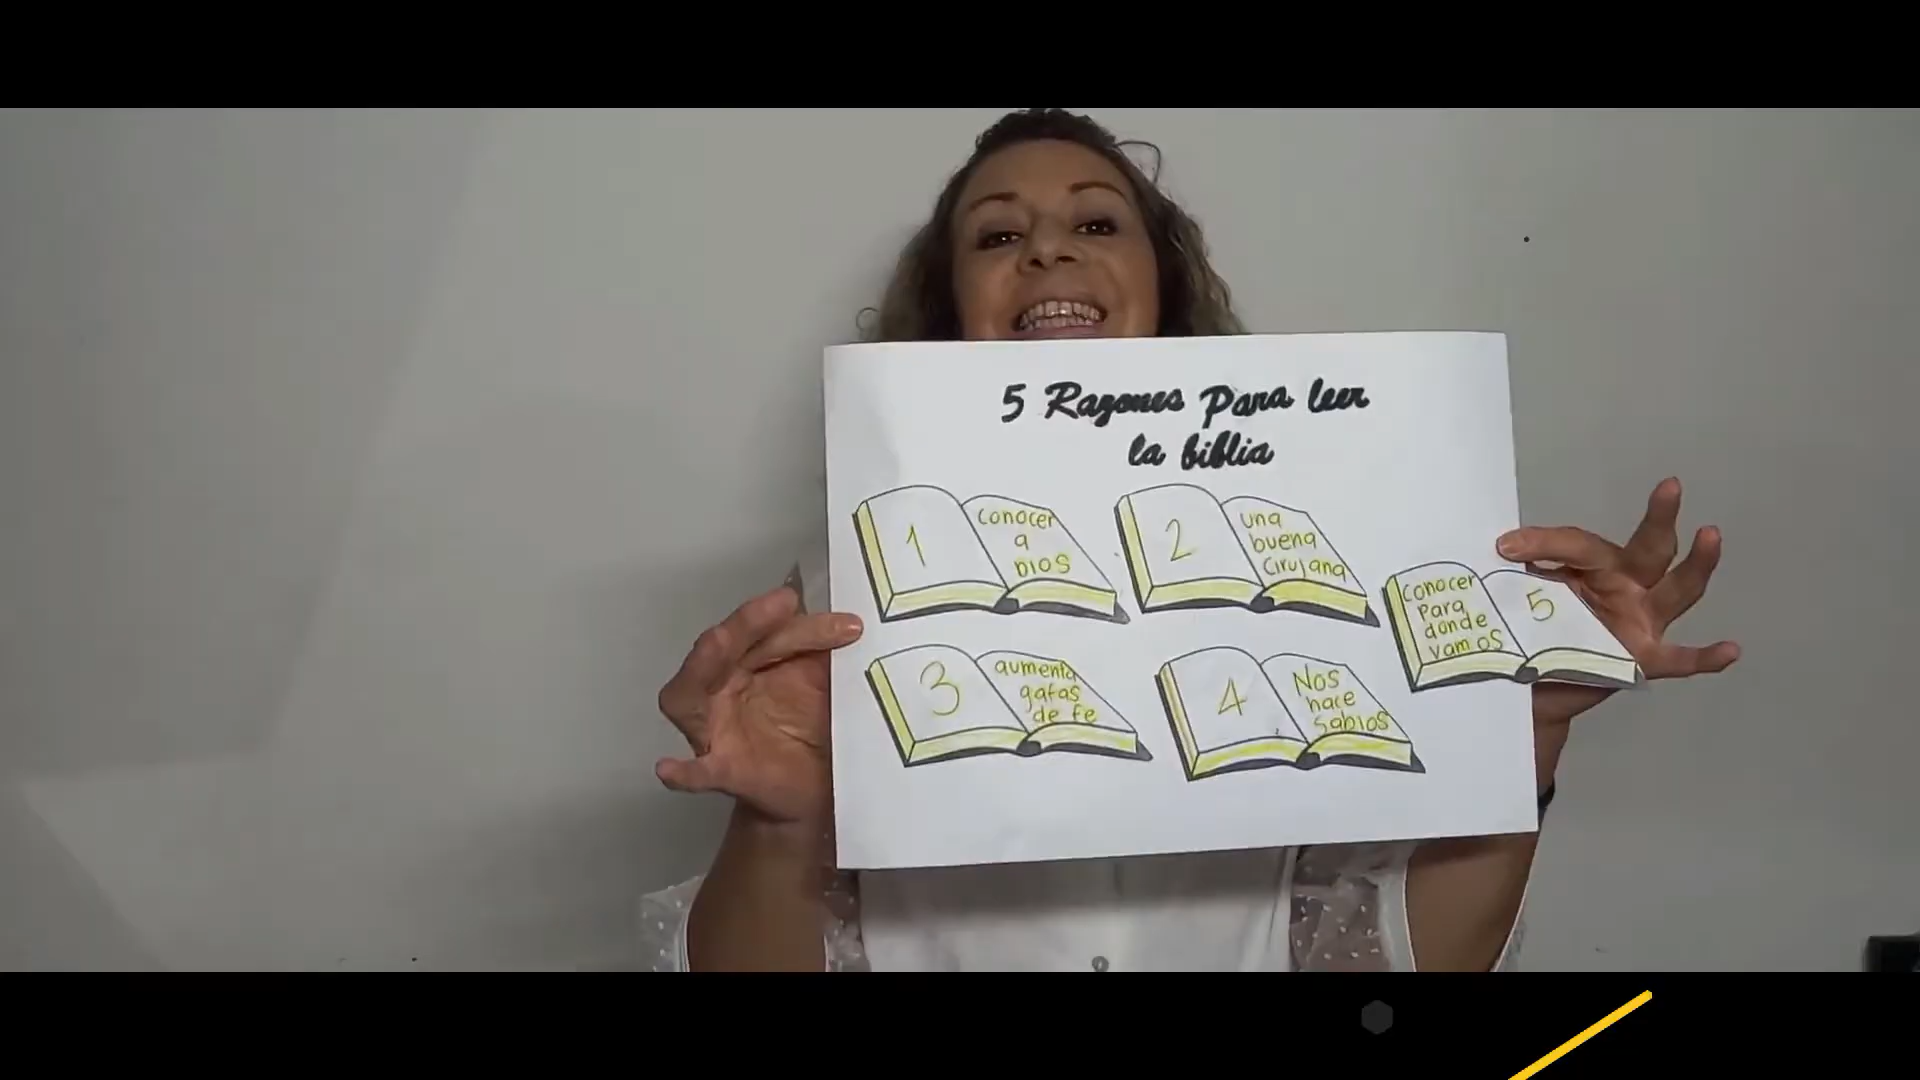 5 Razones Para leer
la biblia
1
conocer
a
DIOS
2
una
buena
cirujana
3
aumenta
gafas
de fe
4
Nos
hace
sabios
conocer
para
donde
vamos
5